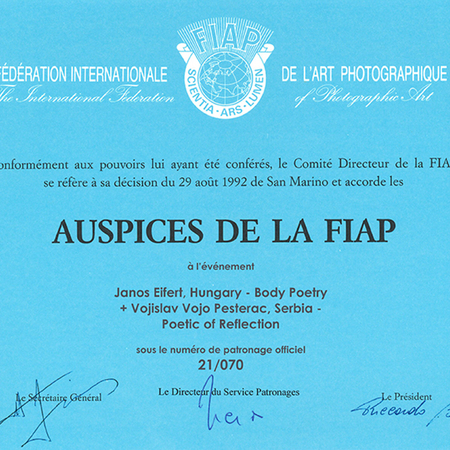 FIAP
SCIENTIA - ARS - LUMEN
FÉDÉRATION INTERNATIONALE DE L'ART PHOTOGRAPHIQUE
The International Federation of Photographic Art
onformément aux pouvoirs lui ayant été conférés, le Comité Directeur de la FIA
se réfère à sa décision du 29 août 1992 de San Marino et accorde les
AUSPICES DE LA FIAP
à l'événement
Janos Eifert, Hungary - Body Poetry
+ Vojislav Vojo Pesterac, Serbia -
Poetic of Reflection
sous le numéro de patronage officiel
21/070
Le Secrétaire Général Le Directeur du Service Patronages Le Président
Riccardo